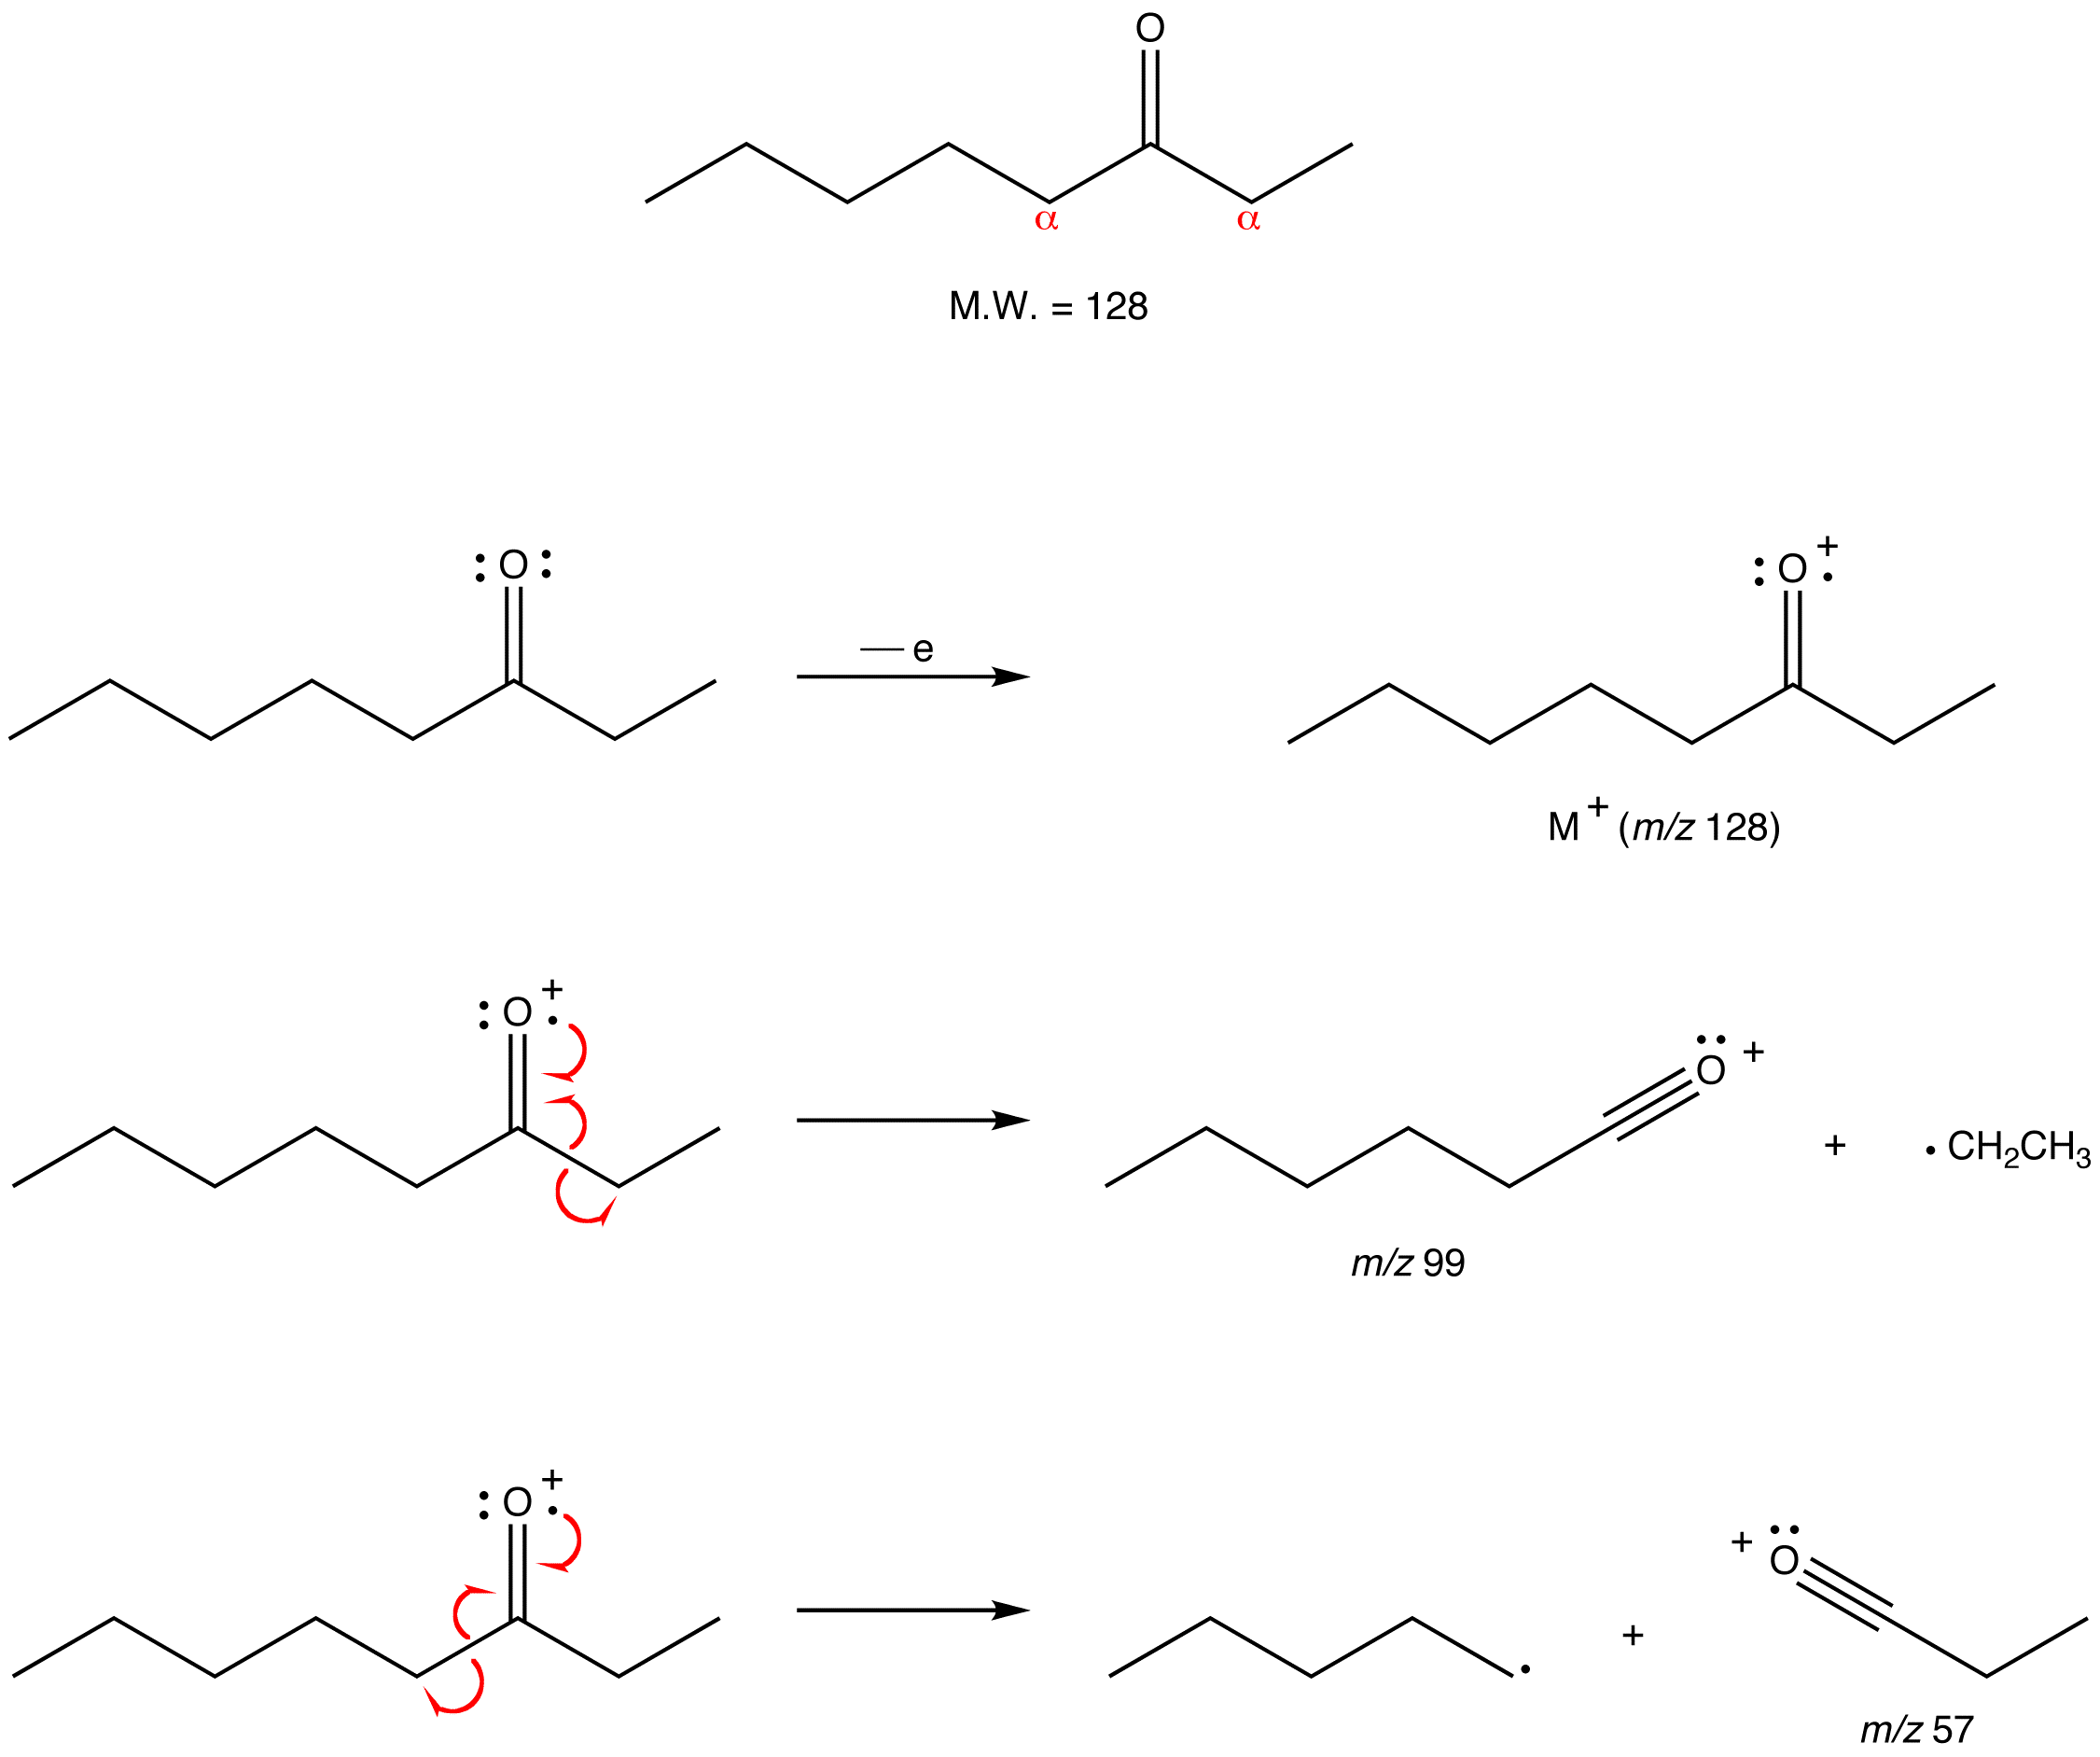 O
α α
M.W. = 128
:O: — e :O+•
M+ (m/z 128)
:O+• O+
+ •CH2CH3
m/z 99
:O+• +O
+
m/z 57